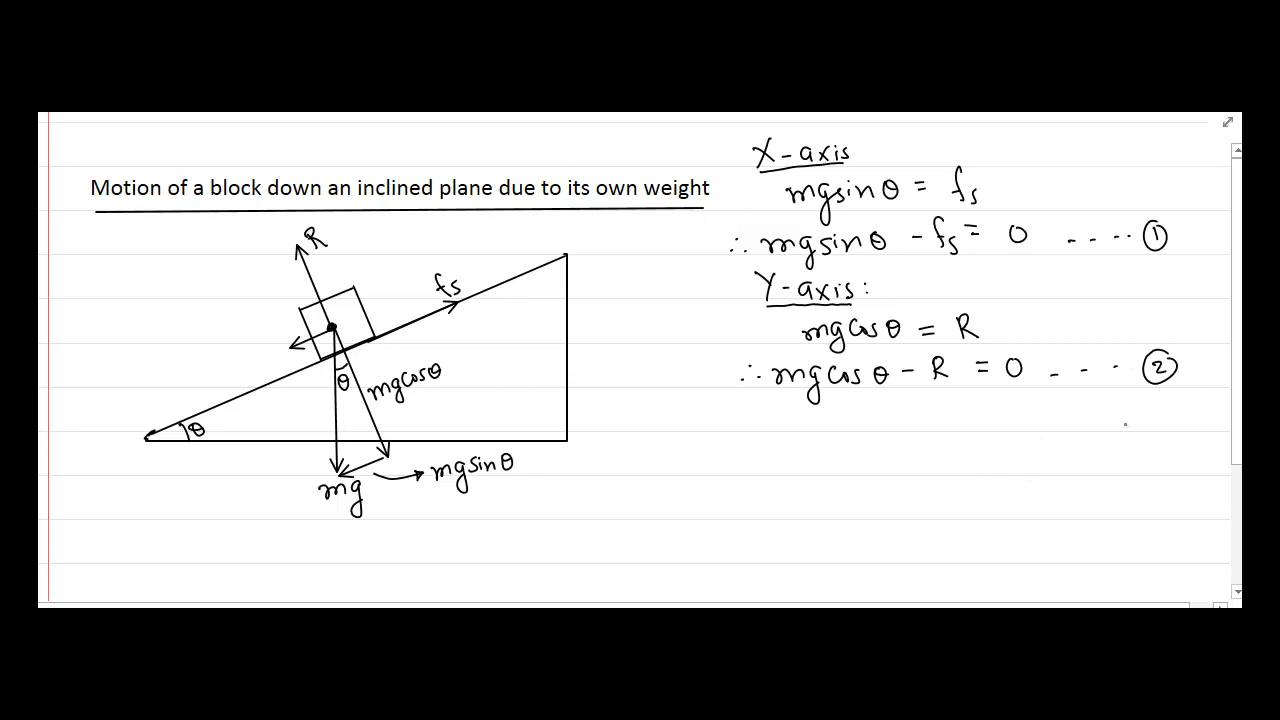 Motion of a block down an inclined plane due to its own weight
R
fs
θ
mgcosθ
θ
mgsinθ
mg
X-axis
mgsinθ = fs
∴ mgsinθ - fs = 0 ---- ①
Y-axis:
mgcosθ = R
∴ mgcosθ - R = 0 --- ②